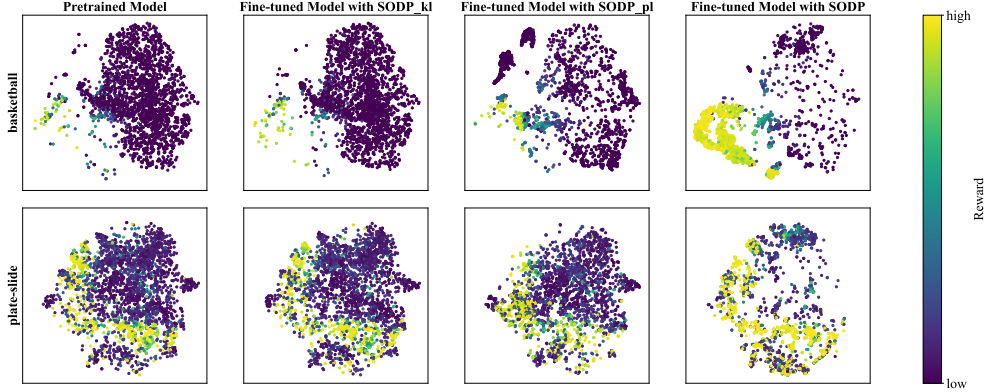 Pretrained Model
Fine-tuned Model with SODP_kl
Fine-tuned Model with SODP_pl
Fine-tuned Model with SODP
high
basketball
Reward
plate-slide
low